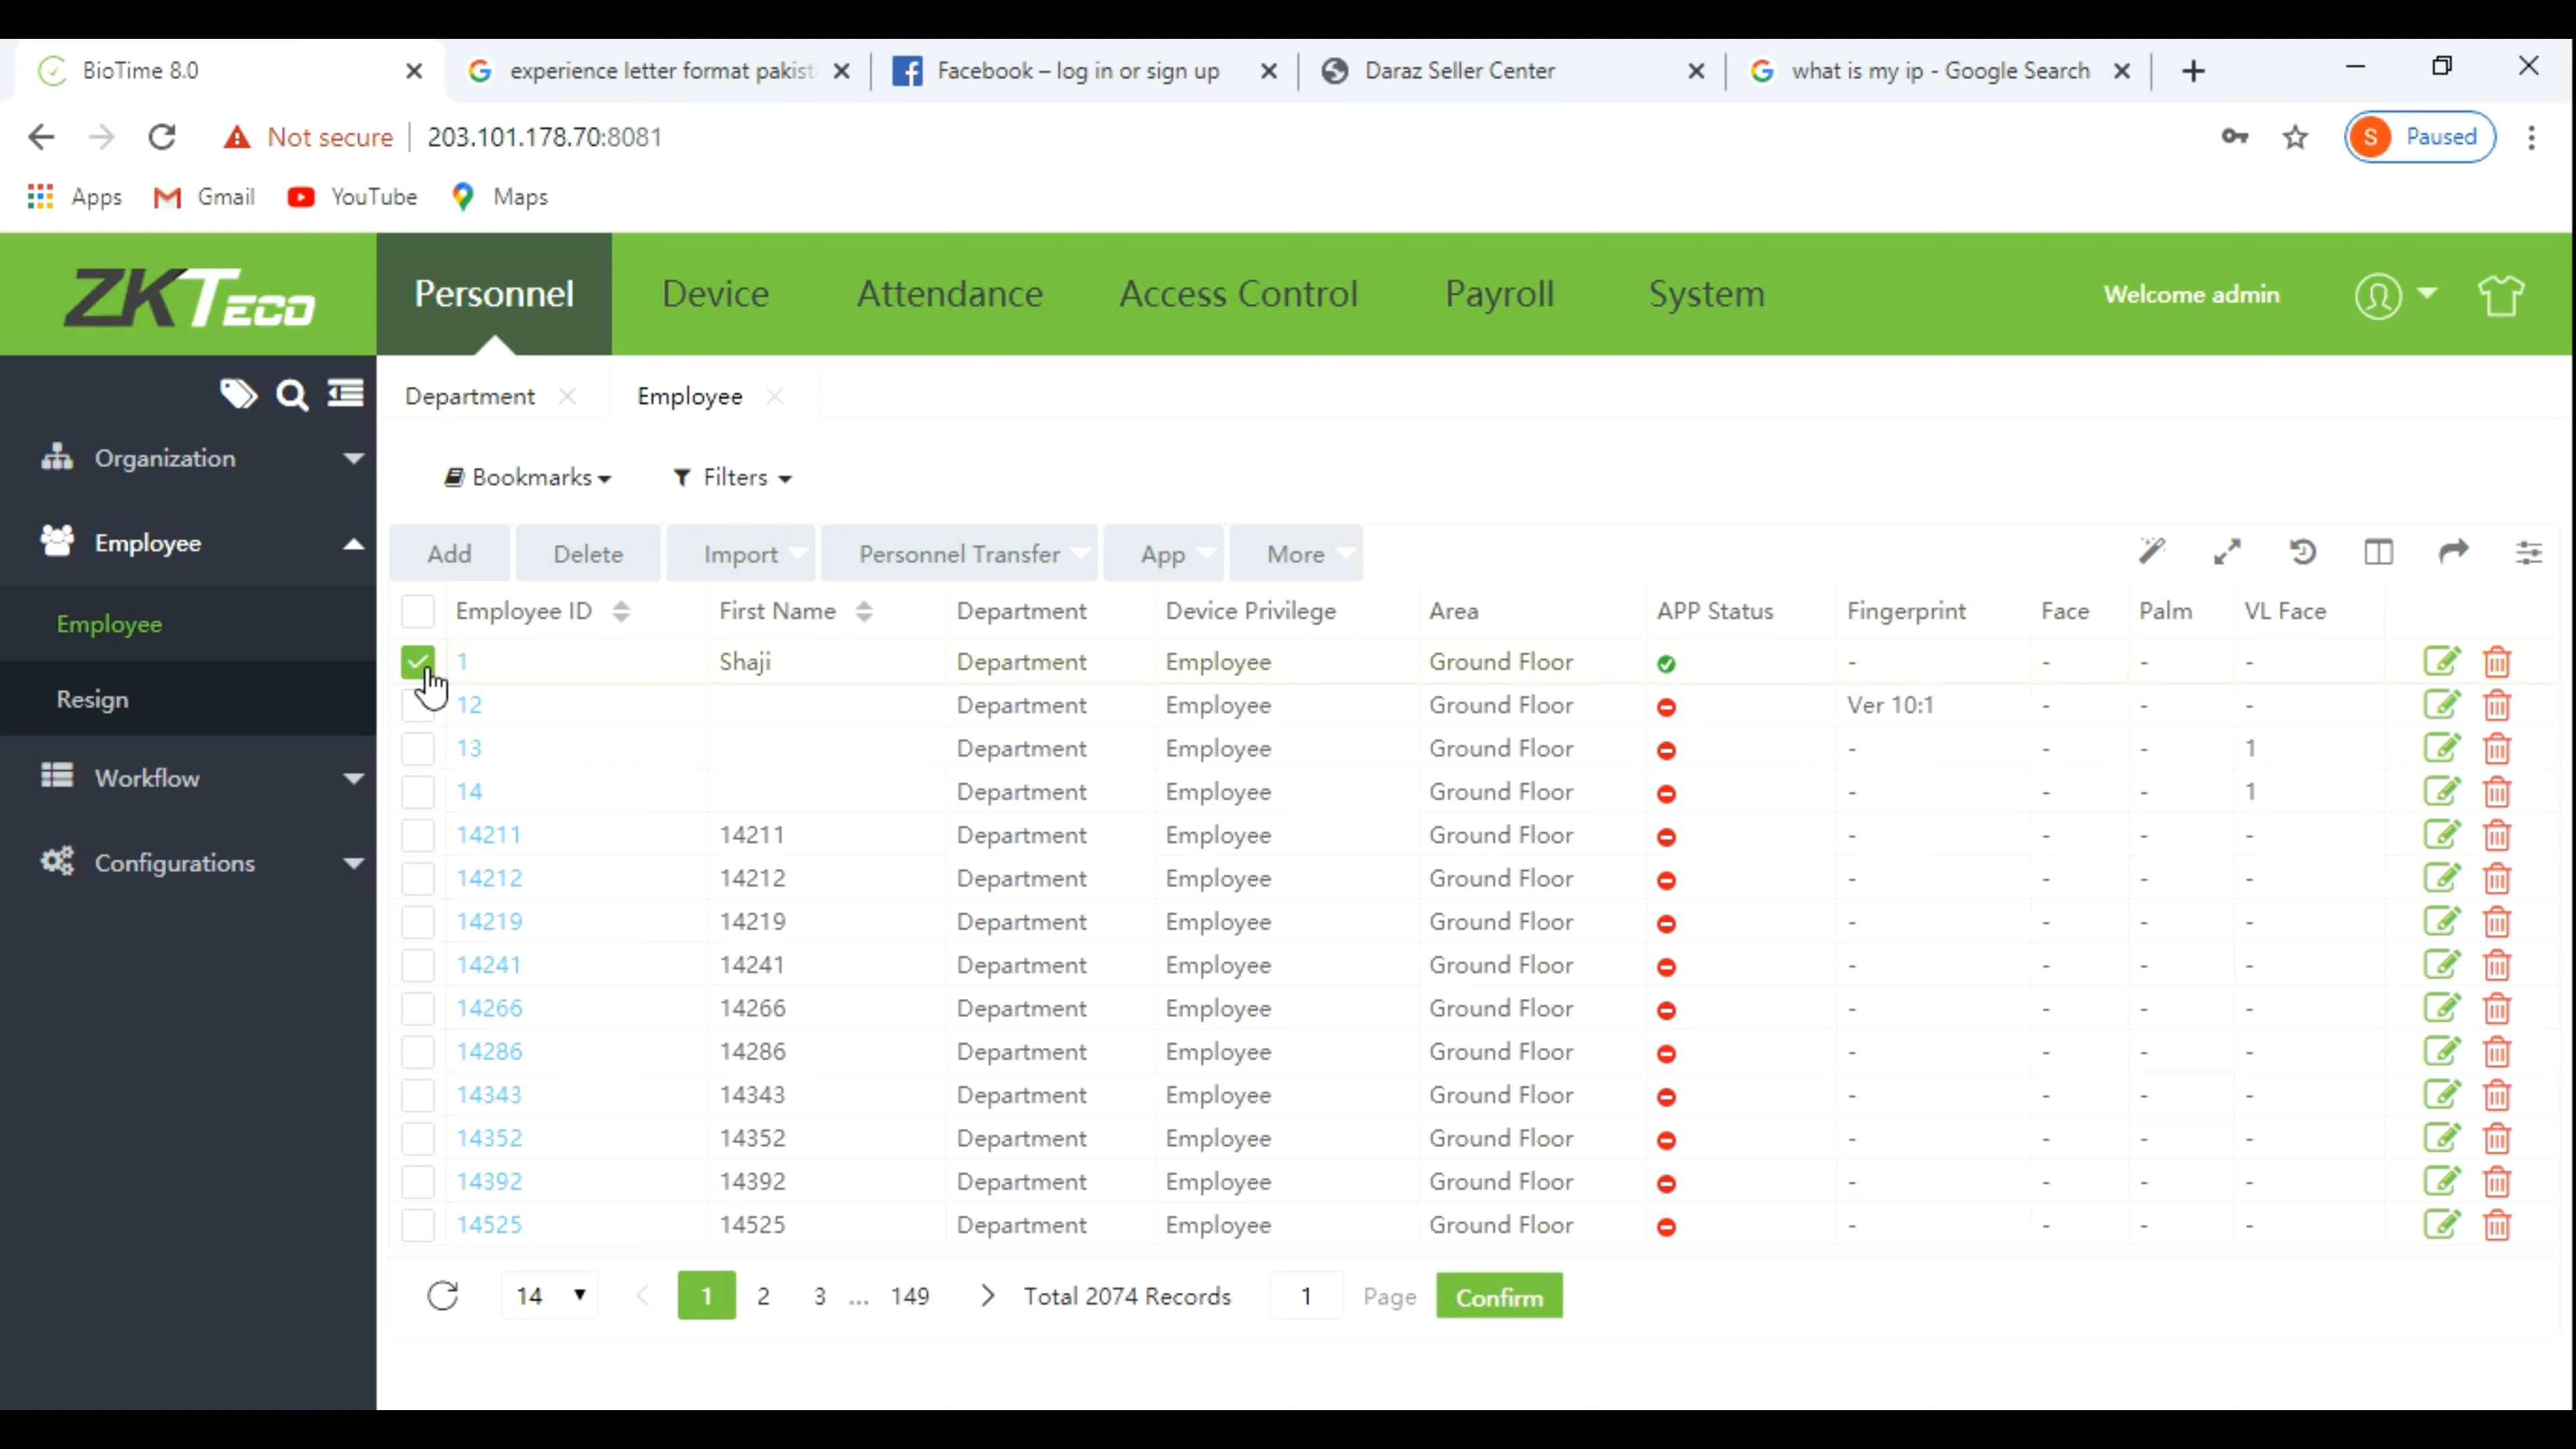 BioTime 8.0 experience letter format pakist Facebook – log in or sign up Daraz Seller Center what is my ip - Google Search
Not secure 203.101.178.70:8081 S Paused
Apps Gmail YouTube Maps
ZKTECO Personnel Device Attendance Access Control Payroll System Welcome admin
Department Employee
Organization
Bookmarks Filters
Employee
Add Delete Import Personnel Transfer App More
Employee ID First Name Department Device Privilege Area APP Status Fingerprint Face Palm VL Face
Employee
1 Shaji Department Employee Ground Floor - - - -
Resign
12 Department Employee Ground Floor Ver 10:1 - - -
13 Department Employee Ground Floor - - - 1
Workflow
14 Department Employee Ground Floor - - - 1
14211 14211 Department Employee Ground Floor - - - -
Configurations
14212 14212 Department Employee Ground Floor - - - -
14219 14219 Department Employee Ground Floor - - - -
14241 14241 Department Employee Ground Floor - - - -
14266 14266 Department Employee Ground Floor - - - -
14286 14286 Department Employee Ground Floor - - - -
14343 14343 Department Employee Ground Floor - - - -
14352 14352 Department Employee Ground Floor - - - -
14392 14392 Department Employee Ground Floor - - - -
14525 14525 Department Employee Ground Floor - - - -
14 1 2 3 ... 149 Total 2074 Records 1 Page Confirm